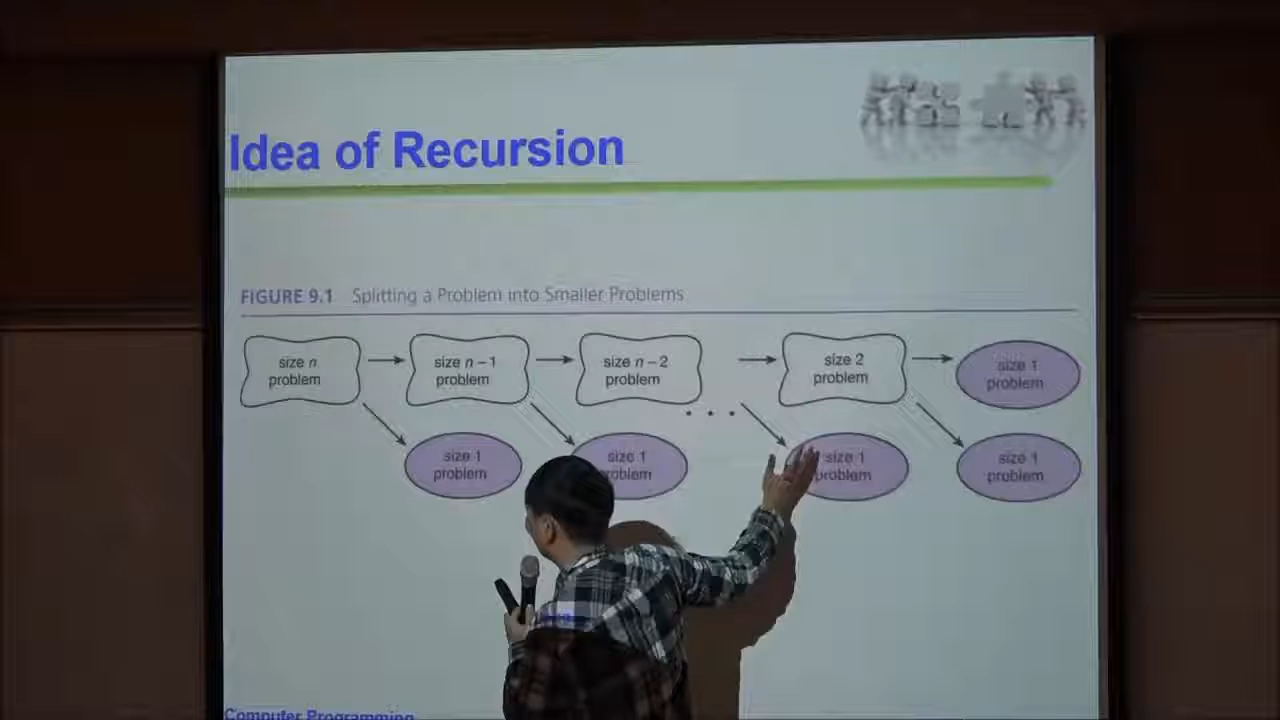 Idea of Recursion
FIGURE 9.1 Splitting a Problem into Smaller Problems
size n
problem
size n – 1
problem
size n – 2
problem
size 2
problem
size 1
problem
. . .
size 1
problem
size 1
problem
size 1
problem
size 1
problem
Computer Programming